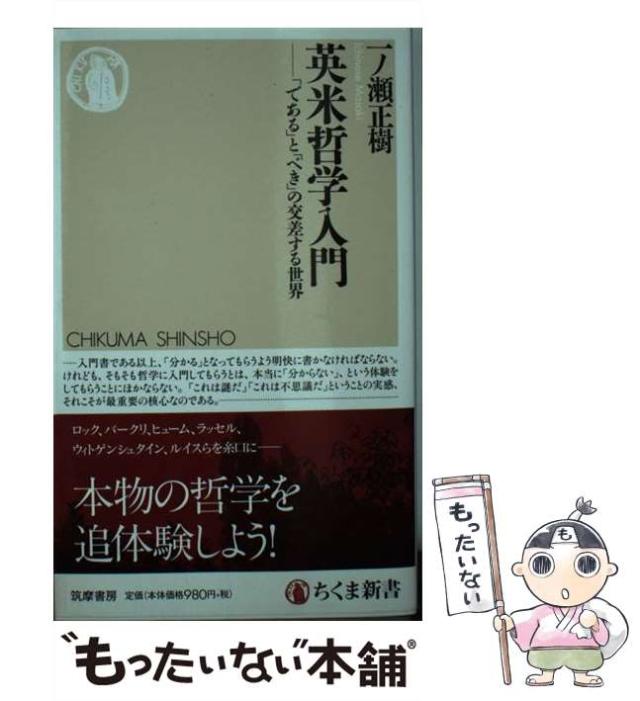 一ノ瀬正樹
Ichinose Masaki
英米哲学入門
──「である」と「べき」の交差する世界
CHIKUMA SHINSHO
──入門書である以上、「分かる」となってもらうよう明快に書かなければならない。
けれども、そもそも哲学に入門してもらうとは、本当に「分からない」、という体験を
してもらうことにほかならない。「これは謎だ」「これは不思議だ」ということの実感、
それこそが最重要の核心なのである。
ロック、バークリ、ヒューム、ラッセル、
ウィトゲンシュタイン、ルイスらを糸口に──
本物の哲学を
追体験しよう!
筑摩書房 定価(本体価格980円+税)
ちくま新書
"もったいない"本舗®
もったいない
も